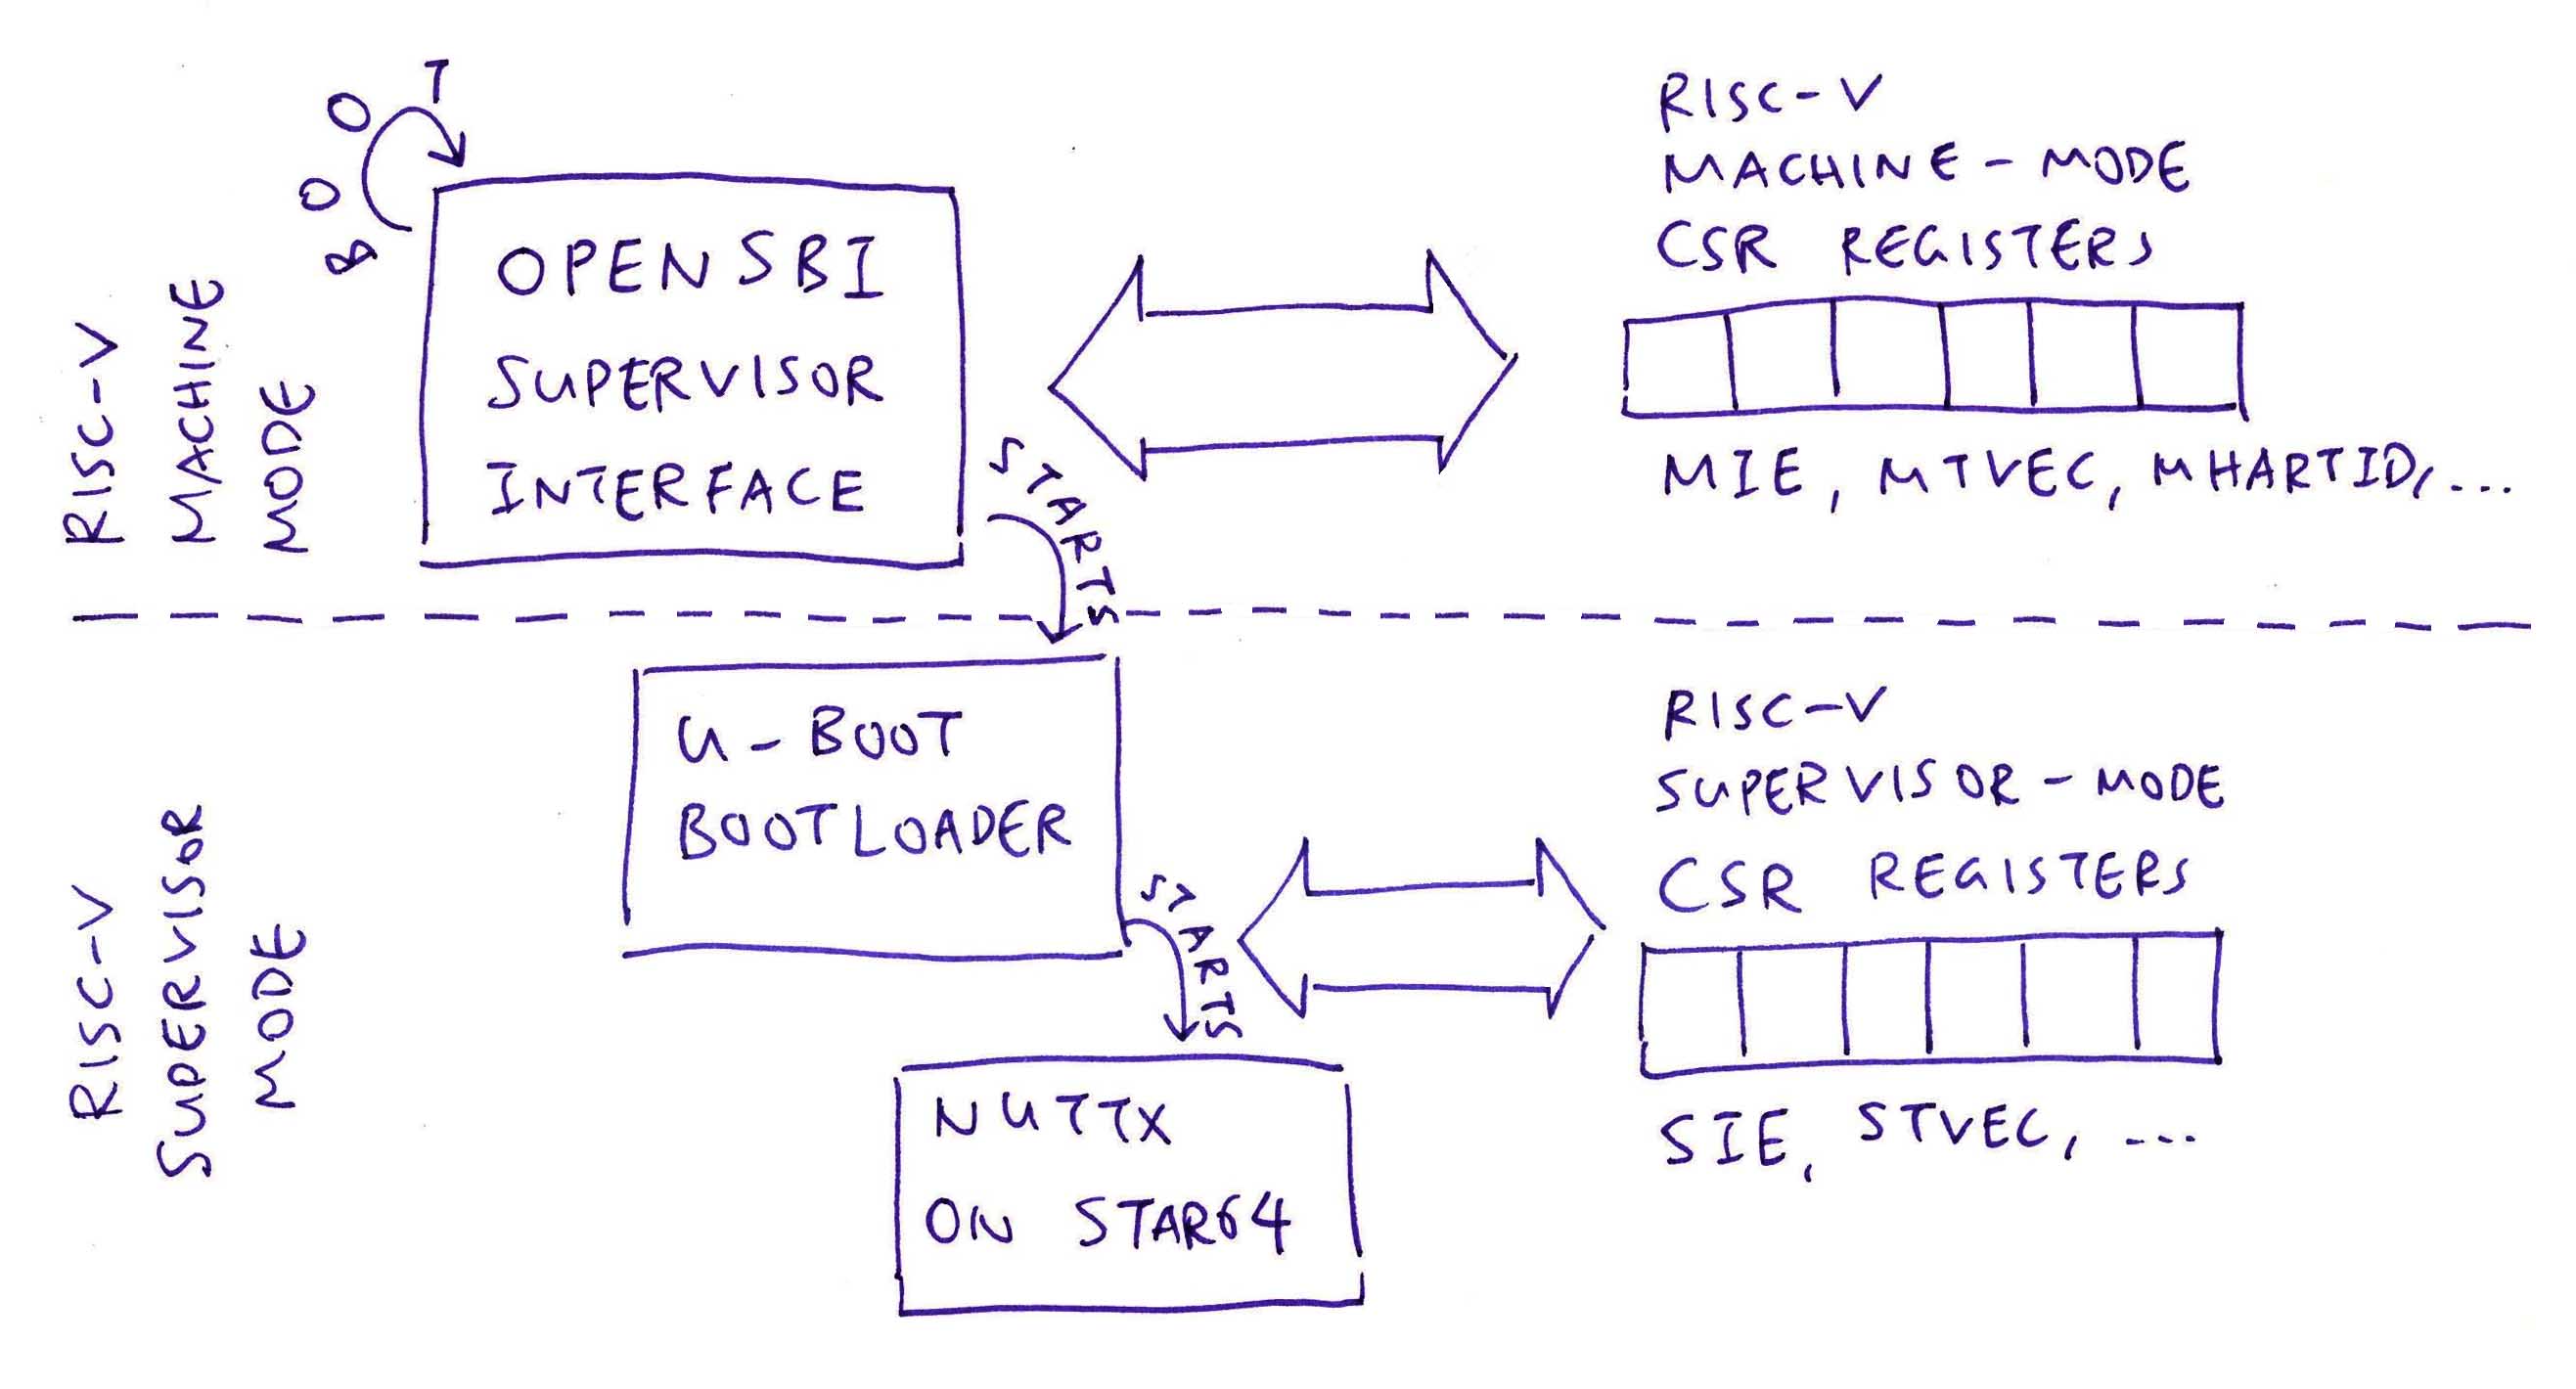 BOOT
RISC-V
MACHINE
MODE
OPENSBI
SUPERVISOR
INTERFACE
STARTS
RISC-V
MACHINE-MODE
CSR REGISTERS
MIE, MTVEC, MHARTID, ...
RISC-V
SUPERVISOR
MODE
U-BOOT
BOOTLOADER
STARTS
NUTTX
ON STAR64
RISC-V
SUPERVISOR-MODE
CSR REGISTERS
SIE, STVEC, ...